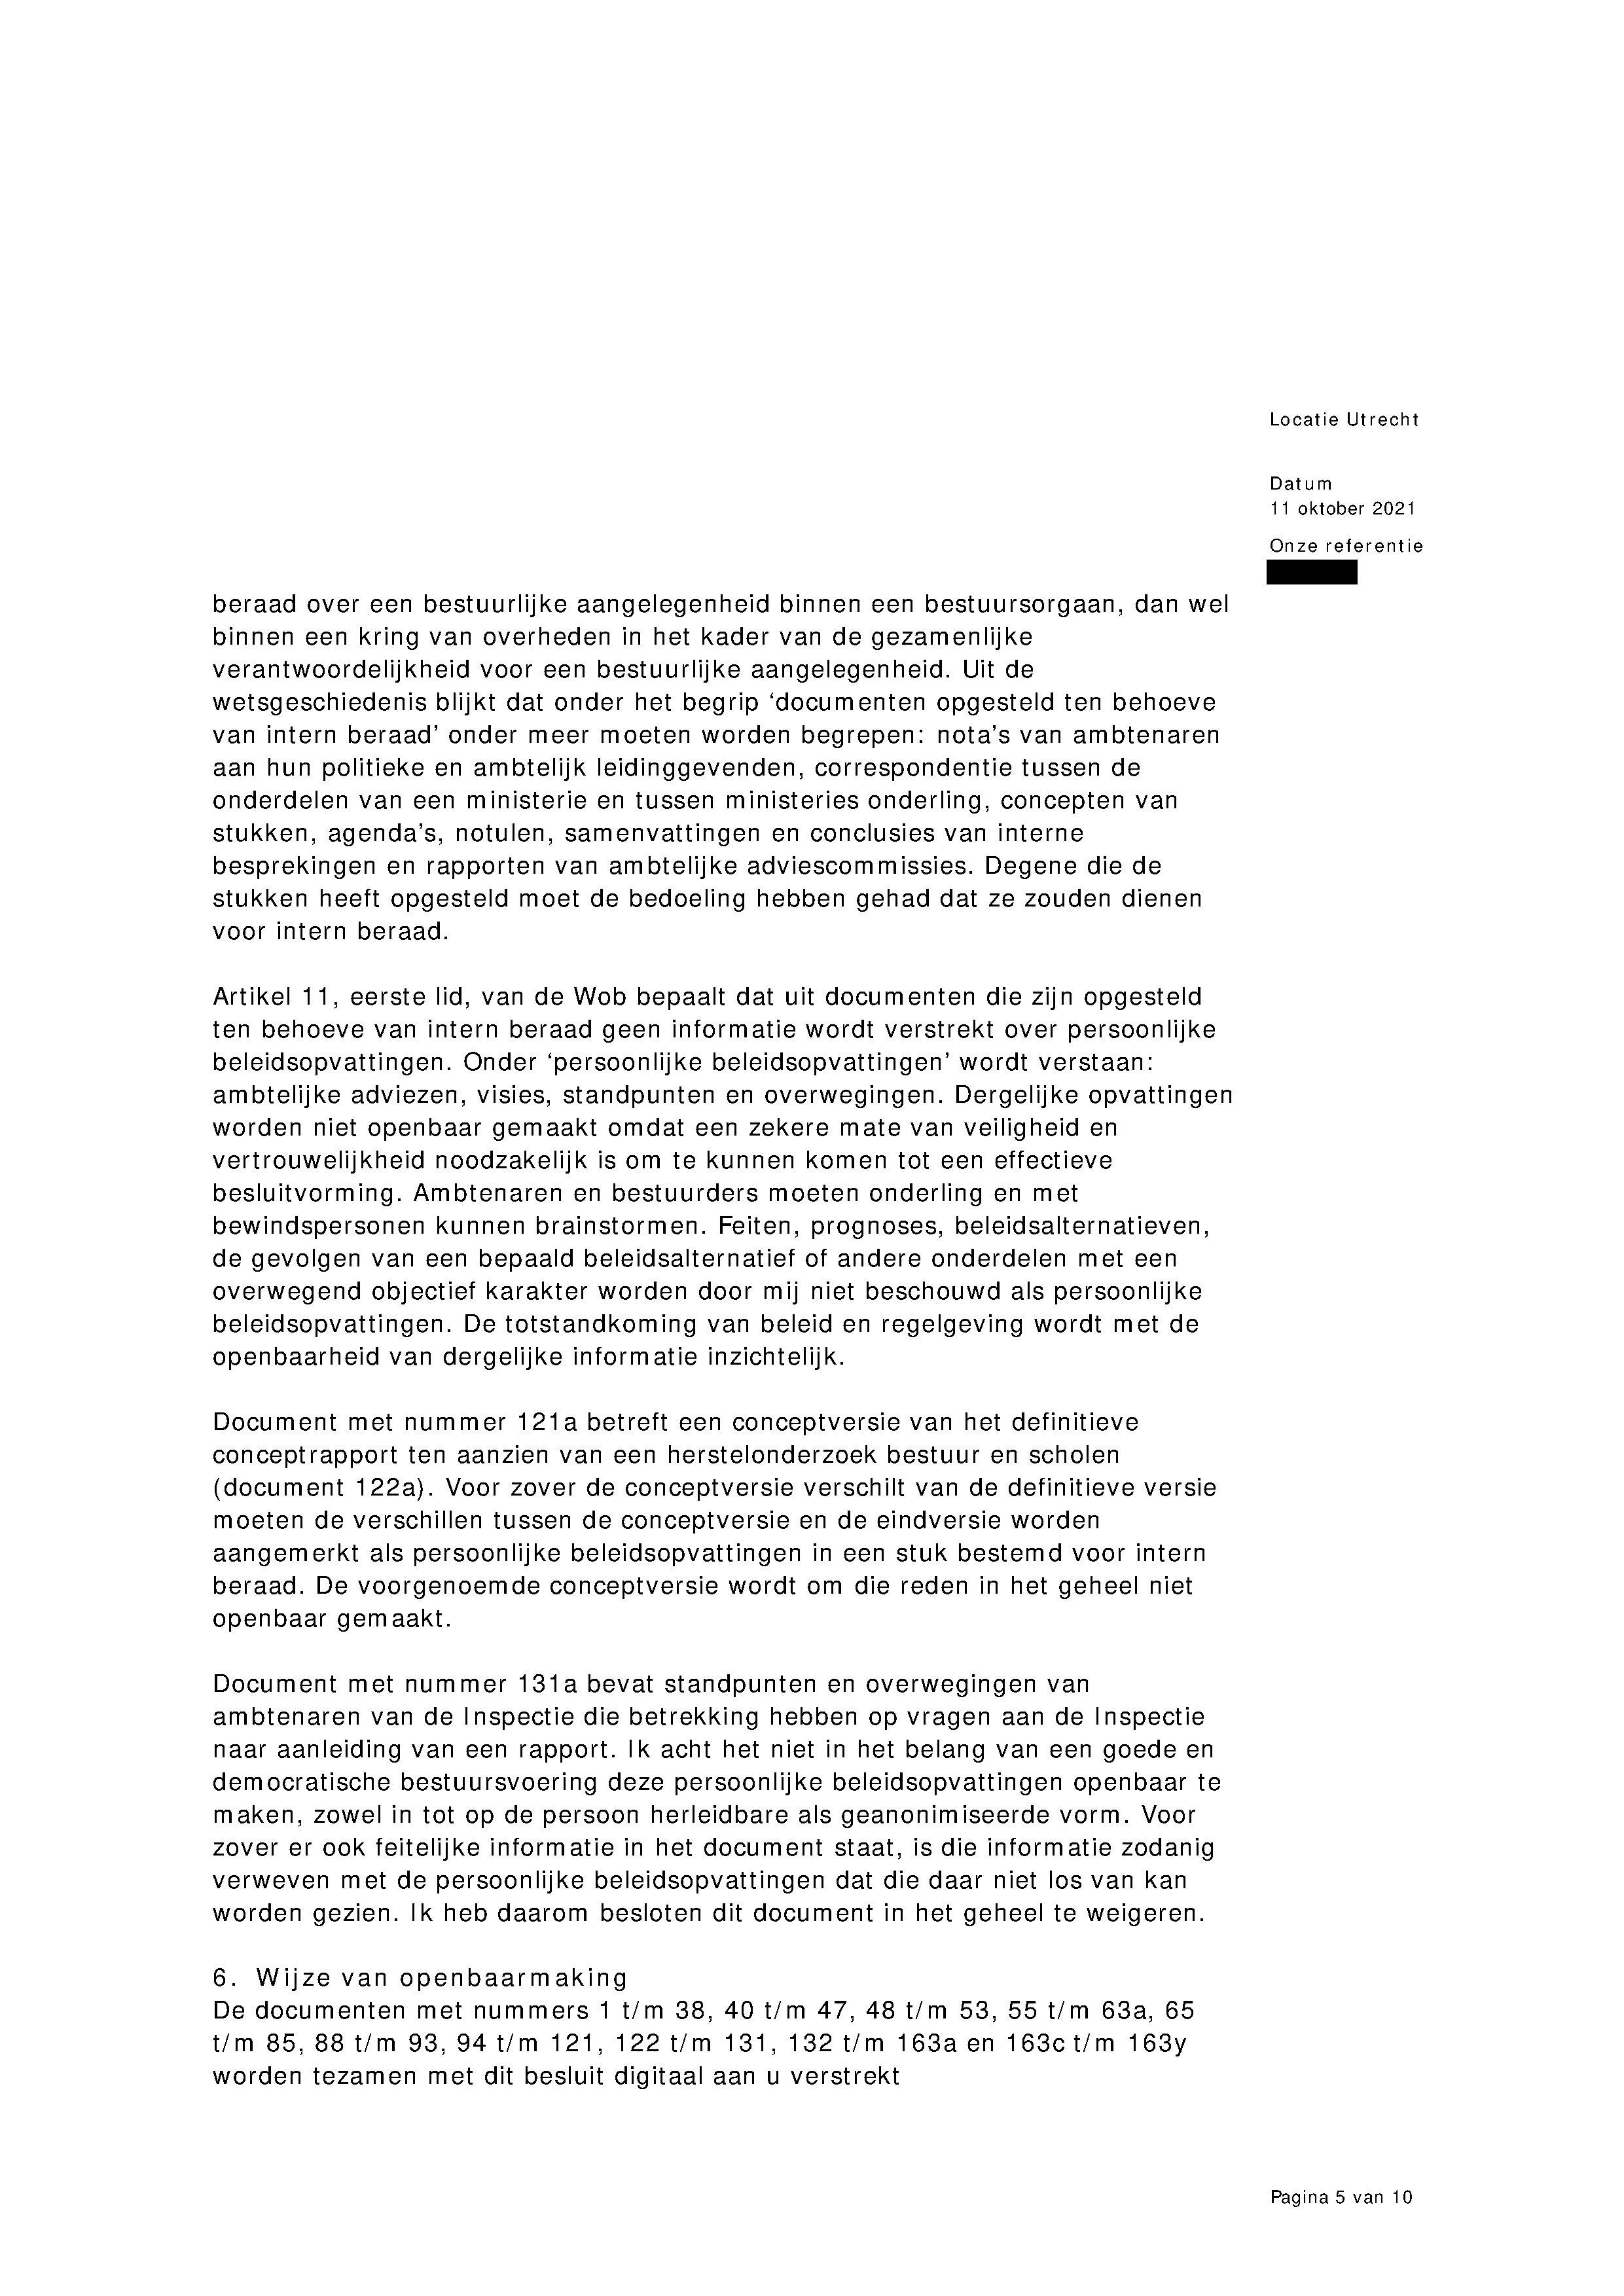 Locatie Utrecht
Datum
11 oktober 2021
Onze referentie
beraad over een bestuurlijke aangelegenheid binnen een bestuursorgaan, dan wel
binnen een kring van overheden in het kader van de gezamenlijke
verantwoordelijkheid voor een bestuurlijke aangelegenheid. Uit de
wetsgeschiedenis blijkt dat onder het begrip ‘documenten opgesteld ten behoeve
van intern beraad’ onder meer moeten worden begrepen: nota’s van ambtenaren
aan hun politieke en ambtelijk leidinggevenden, correspondentie tussen de
onderdelen van een ministerie en tussen ministeries onderling, concepten van
stukken, agenda’s, notulen, samenvattingen en conclusies van interne
besprekingen en rapporten van ambtelijke adviescommissies. Degene die de
stukken heeft opgesteld moet de bedoeling hebben gehad dat ze zouden dienen
voor intern beraad.
Artikel 11, eerste lid, van de Wob bepaalt dat uit documenten die zijn opgesteld
ten behoeve van intern beraad geen informatie wordt verstrekt over persoonlijke
beleidsopvattingen. Onder ‘persoonlijke beleidsopvattingen’ wordt verstaan:
ambtelijke adviezen, visies, standpunten en overwegingen. Dergelijke opvattingen
worden niet openbaar gemaakt omdat een zekere mate van veiligheid en
vertrouwelijkheid noodzakelijk is om te kunnen komen tot een effectieve
besluitvorming. Ambtenaren en bestuurders moeten onderling en met
bewindspersonen kunnen brainstormen. Feiten, prognoses, beleidsalternatieven,
de gevolgen van een bepaald beleidsalternatief of andere onderdelen met een
overwegend objectief karakter worden door mij niet beschouwd als persoonlijke
beleidsopvattingen. De totstandkoming van beleid en regelgeving wordt met de
openbaarheid van dergelijke informatie inzichtelijk.
Document met nummer 121a betreft een conceptversie van het definitieve
conceptrapport ten aanzien van een herstelonderzoek bestuur en scholen
(document 122a). Voor zover de conceptversie verschilt van de definitieve versie
moeten de verschillen tussen de conceptversie en de eindversie worden
aangemerkt als persoonlijke beleidsopvattingen in een stuk bestemd voor intern
beraad. De voorgenoemde conceptversie wordt om die reden in het geheel niet
openbaar gemaakt.
Document met nummer 131a bevat standpunten en overwegingen van
ambtenaren van de Inspectie die betrekking hebben op vragen aan de Inspectie
naar aanleiding van een rapport. Ik acht het niet in het belang van een goede en
democratische bestuursvoering deze persoonlijke beleidsopvattingen openbaar te
maken, zowel in tot op de persoon herleidbare als geanonimiseerde vorm. Voor
zover er ook feitelijke informatie in het document staat, is die informatie zodanig
verweven met de persoonlijke beleidsopvattingen dat die daar niet los van kan
worden gezien. Ik heb daarom besloten dit document in het geheel te weigeren.
6. Wijze van openbaarmaking
De documenten met nummers 1 t/m 38, 40 t/m 47, 48 t/m 53, 55 t/m 63a, 65
t/m 85, 88 t/m 93, 94 t/m 121, 122 t/m 131, 132 t/m 163a en 163c t/m 163y
worden tezamen met dit besluit digitaal aan u verstrekt
Pagina 5 van 10